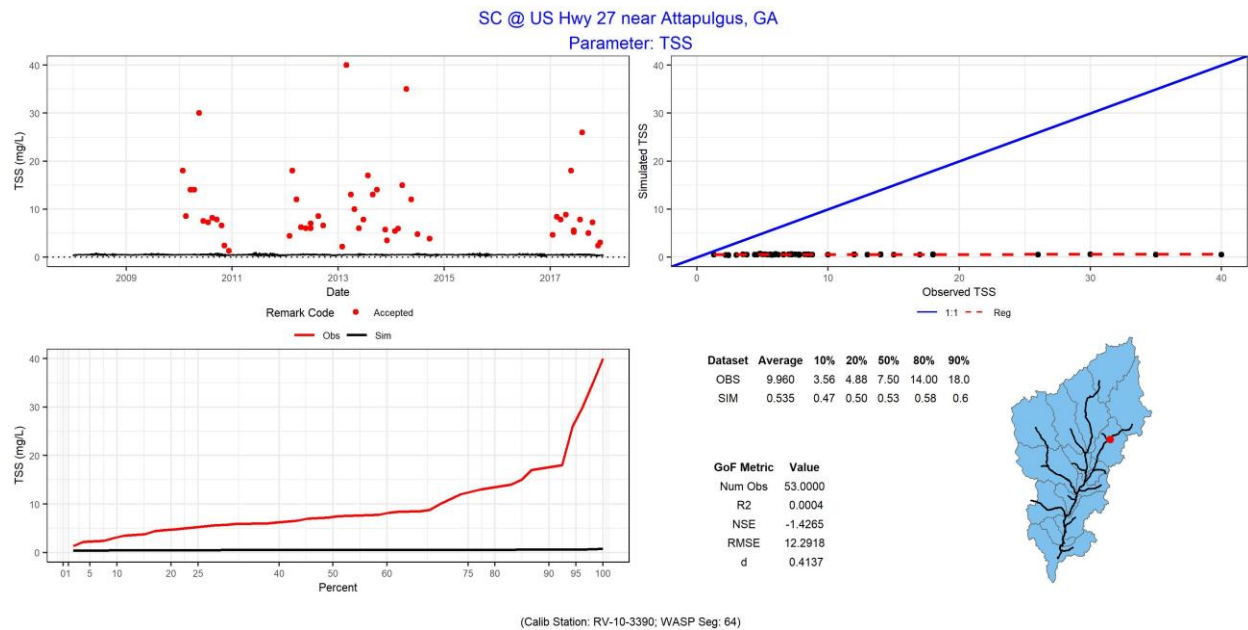 SC @ US Hwy 27 near Attapulgus, GA
Parameter: TSS
40
30
20
10
0
TSS (mg/L)
2009 2011 2013 2015 2017
Date
Remark Code Accepted
40
30
20
10
0
Simulated TSS
0 10 20 30 40
Observed TSS
1:1 Reg
Obs Sim
40
30
20
10
0
TSS (mg/L)
0 1 5 10 20 25 40 50 60 75 80 90 95 100
Percent
Dataset Average 10% 20% 50% 80% 90%
OBS 9.960 3.56 4.88 7.50 14.00 18.0
SIM 0.535 0.47 0.50 0.53 0.58 0.6
GoF Metric Value
Num Obs 53.0000
R2 0.0004
NSE -1.4265
RMSE 12.2918
d 0.4137
(Calib Station: RV-10-3390; WASP Seg: 64)